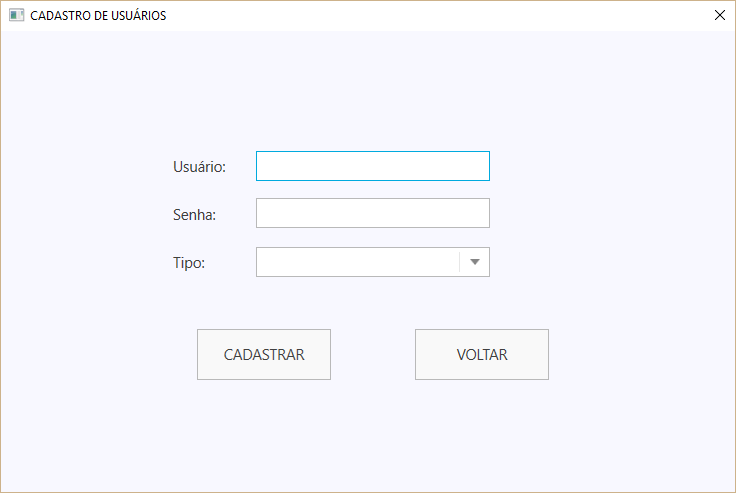 CADASTRO DE USUÁRIOS
Usuário:
Senha:
Tipo:
CADASTRAR
VOLTAR